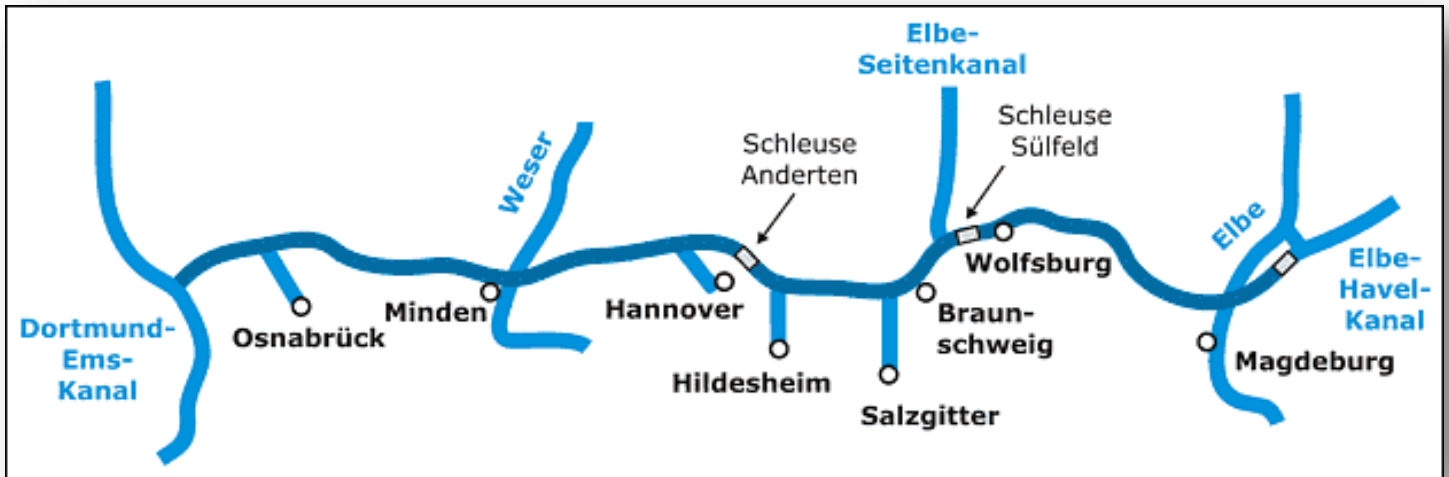 Elbe-
Seitenkanal
Schleuse
Sülfeld
Schleuse
Anderten
Weser
Elbe
Wolfsburg
Elbe-
Havel-
Kanal
Minden
Hannover
Braun-
schweig
Dortmund-
Ems-
Kanal
Osnabrück
Magdeburg
Hildesheim
Salzgitter